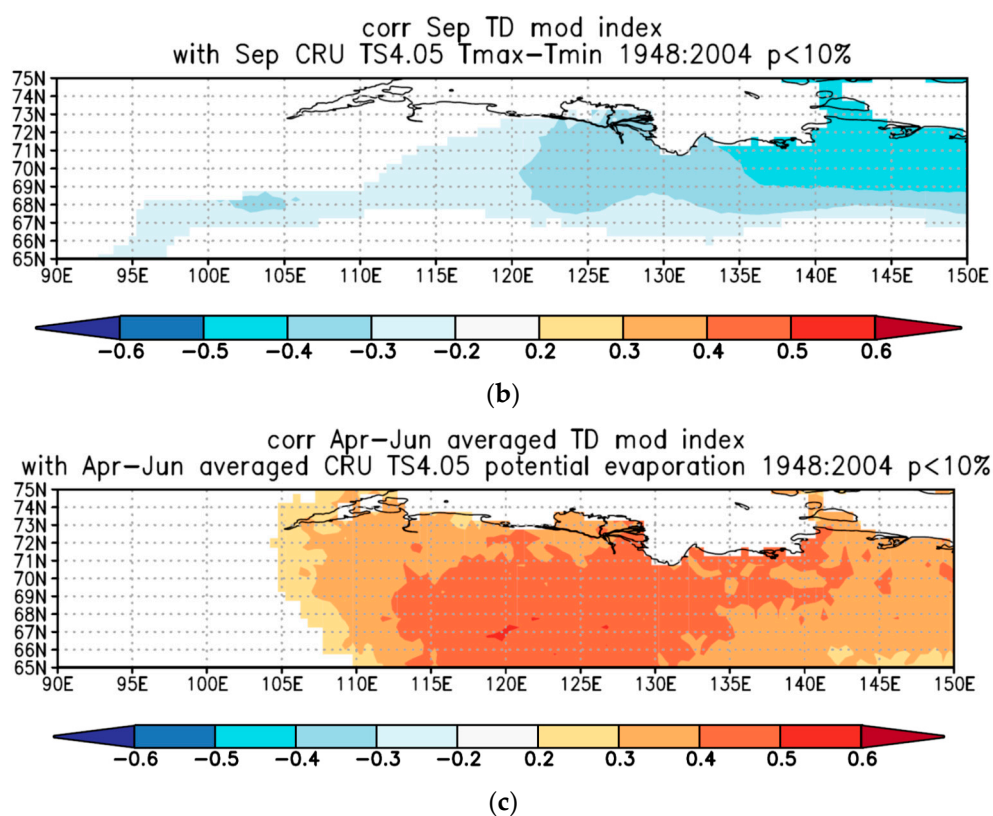 corr Sep TD mod index
with Sep CRU TS4.05 Tmax−Tmin 1948:2004 p<10%
75N
74N
73N
72N
71N
70N
69N
68N
67N
66N
65N
90E 95E 100E 105E 110E 115E 120E 125E 130E 135E 140E 145E 150E
−0.6 −0.5 −0.4 −0.3 −0.2 0.2 0.3 0.4 0.5 0.6
(b)
corr Apr−Jun averaged TD mod index
with Apr−Jun averaged CRU TS4.05 potential evaporation 1948:2004 p<10%
75N
74N
73N
72N
71N
70N
69N
68N
67N
66N
65N
90E 95E 100E 105E 110E 115E 120E 125E 130E 135E 140E 145E 150E
−0.6 −0.5 −0.4 −0.3 −0.2 0.2 0.3 0.4 0.5 0.6
(c)